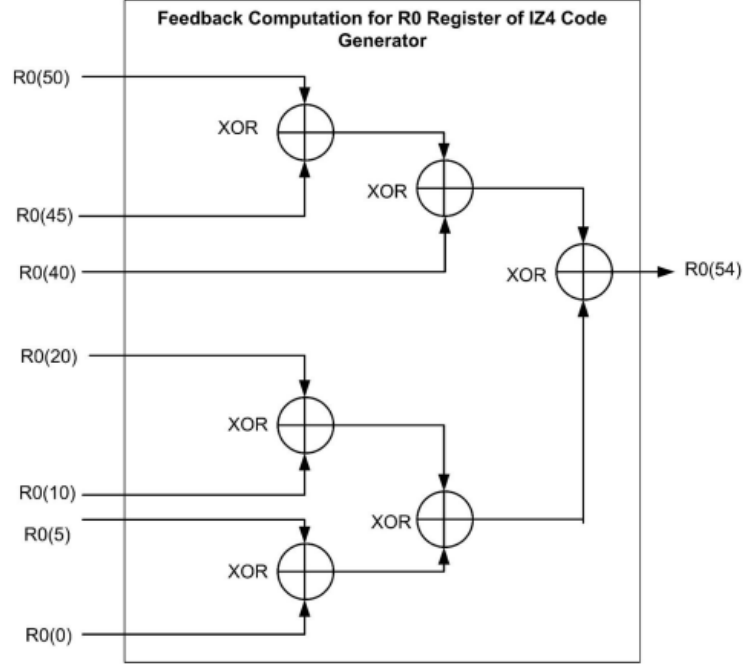 Feedback Computation for R0 Register of IZ4 Code
Generator
R0(50)
XOR
R0(45)
XOR
R0(40)
XOR
R0(54)
R0(20)
XOR
R0(10)
R0(5)
XOR
XOR
R0(0)